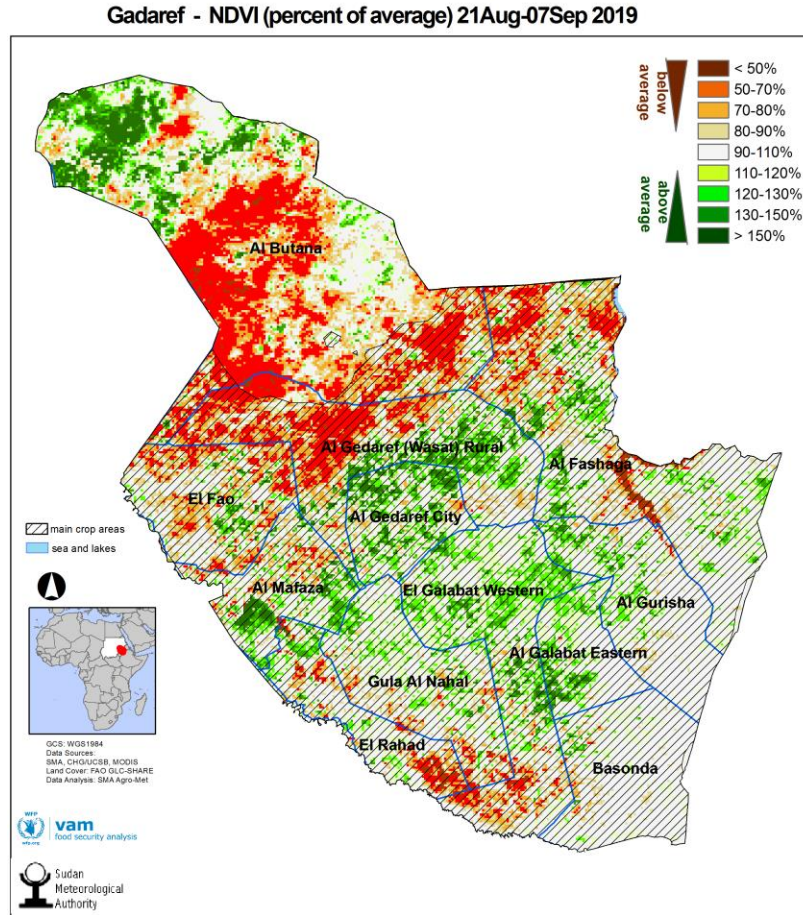 Gadaref - NDVI (percent of average) 21Aug-07Sep 2019
below
average
above
average
< 50%
50-70%
70-80%
80-90%
90-110%
110-120%
120-130%
130-150%
> 150%
Al Butana
Al Gedaref (Wasat) Rural
Al Fashaga
El Fao
Al Gedaref City
main crop areas
sea and lakes
Al Mafaza
El Galabat Western
Al Gurisha
Al Galabat Eastern
Gula Al Nahal
El Rahad
Basonda
GCS: WGS1984
Data Sources:
SMA, CHG/UCSB, MODIS
Land Cover: FAO GLC-SHARE
Data Analysis: SMA Agro-Met
WFP
wfp.org
vam
food security analysis
Sudan
Meteorological
Authority